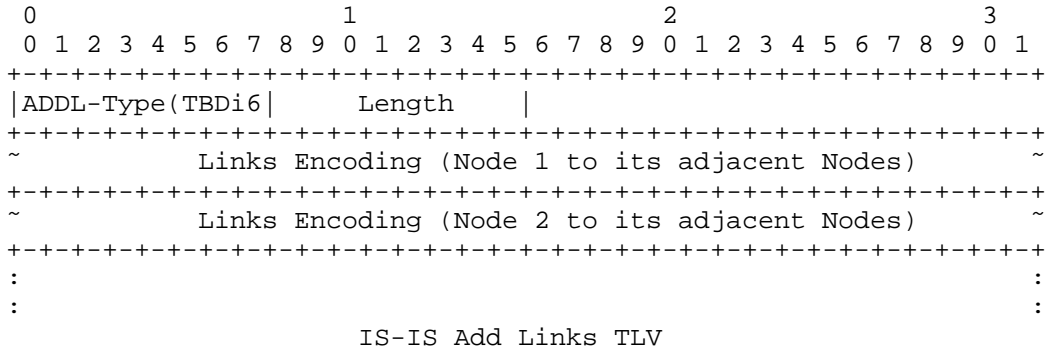 0                   1                   2                   3
 0 1 2 3 4 5 6 7 8 9 0 1 2 3 4 5 6 7 8 9 0 1 2 3 4 5 6 7 8 9 0 1
+-+-+-+-+-+-+-+-+-+-+-+-+-+-+-+-+-+-+-+-+-+-+-+-+-+-+-+-+-+-+-+-+
|ADDL-Type(TBDi6|     Length    |
+-+-+-+-+-+-+-+-+-+-+-+-+-+-+-+-+-+-+-+-+-+-+-+-+-+-+-+-+-+-+-+-+
~           Links Encoding (Node 1 to its adjacent Nodes)       ~
+-+-+-+-+-+-+-+-+-+-+-+-+-+-+-+-+-+-+-+-+-+-+-+-+-+-+-+-+-+-+-+-+
~           Links Encoding (Node 2 to its adjacent Nodes)       ~
+-+-+-+-+-+-+-+-+-+-+-+-+-+-+-+-+-+-+-+-+-+-+-+-+-+-+-+-+-+-+-+-+
:                                                               :
:                                                               :
                      IS-IS Add Links TLV